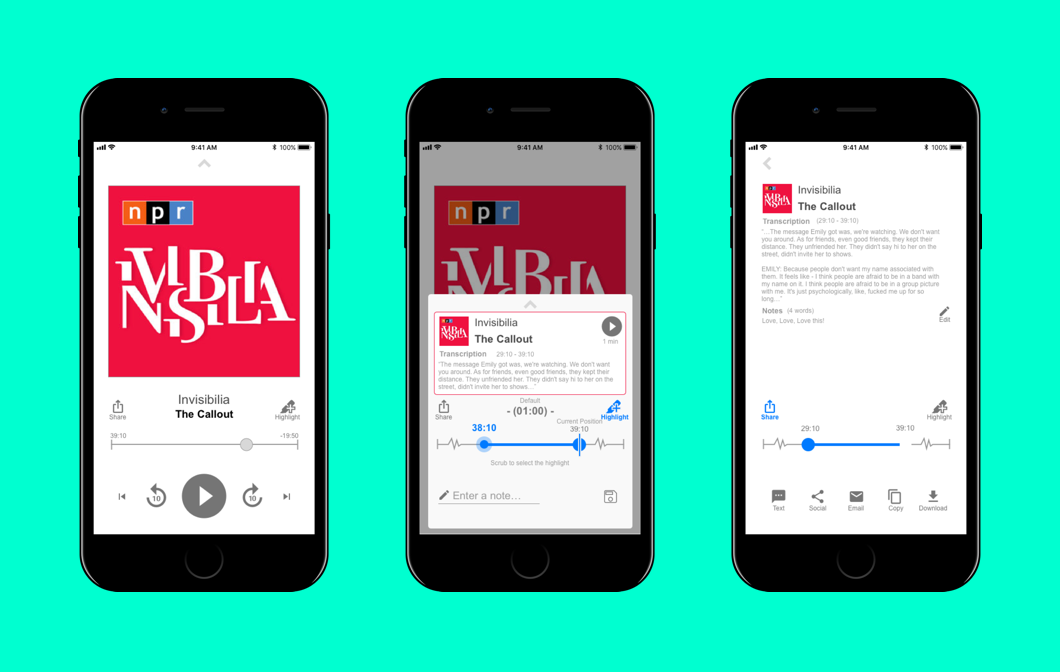 9:41 AM
100%
npr
INVISIBILIA
Share
Invisibilia
The Callout
Highlight
39:10
-19:50
10
10
9:41 AM
100%
npr
Invisibilia
The Callout
1 min
Transcription 29:10 - 39:10
"The message Emily got was, we're watching. We don't want
you around. As for friends, even good friends, they kept their
distance. They unfriended her. They didn't say hi to her on the
street, didn't invite her to shows..."
Share
Default
- (01:00) -
Highlight
Current Position
38:10
39:10
Scrub to select the highlight
Enter a note...
9:41 AM
100%
Invisibilia
The Callout
Transcription (29:10 - 39:10)
"...The message Emily got was, we're watching. We don't want
you around. As for friends, even good friends, they kept their
distance. They unfriended her. They didn't say hi to her on the
street, didn't invite her to shows.
EMILY: Because people don't want my name associated with
them. It feels like - I think people are afraid to be in a band with
my name on it. I think people are afraid to be in a group picture
with me. It's just psychologically, like, fucked me up for so
long..."
Notes (4 words)
Love, Love, Love this!
Edit
Share
Highlight
29:10
39:10
Text
Social
Email
Copy
Download